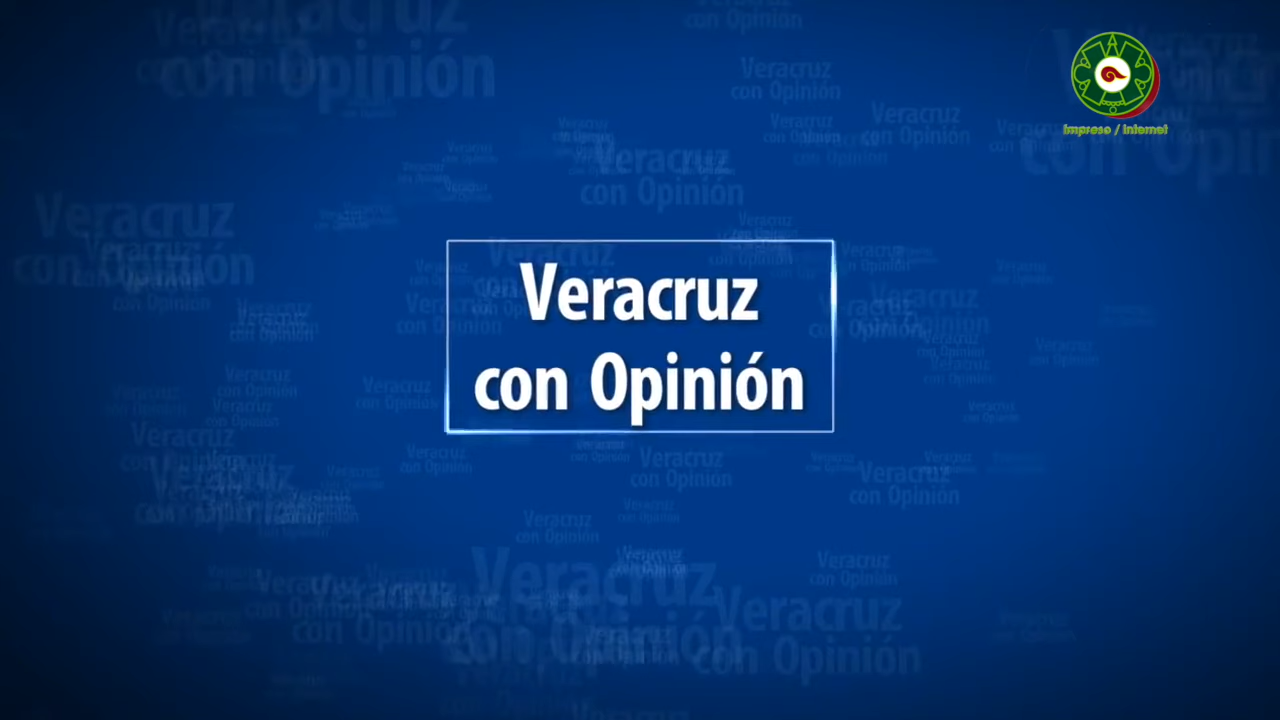 Impreso / Internet
Veracruz
con Opinión